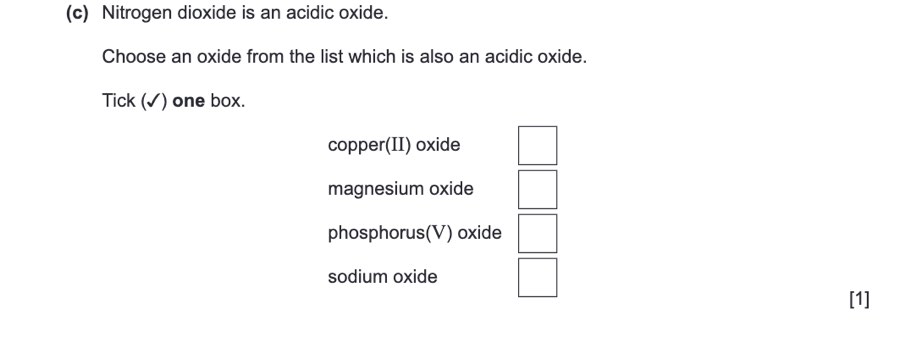 (c) Nitrogen dioxide is an acidic oxide.
Choose an oxide from the list which is also an acidic oxide.
Tick (✓) one box.
copper(II) oxide
magnesium oxide
phosphorus(V) oxide
sodium oxide
[1]